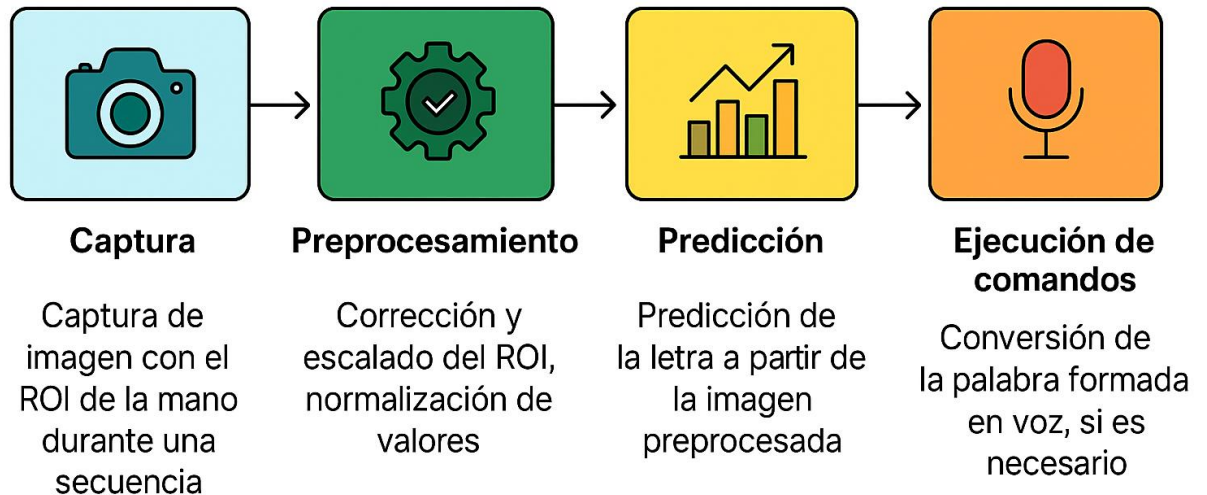 Captura
Captura de
imagen con el
ROI de la mano
durante una
secuencia
Preprocesamiento
Corrección y
escalado del ROI,
normalización de
valores
Predicción
Predicción de
la letra a partir de
la imagen
preprocesada
Ejecución de
comandos
Conversión de
la palabra formada
en voz, si es
necesario